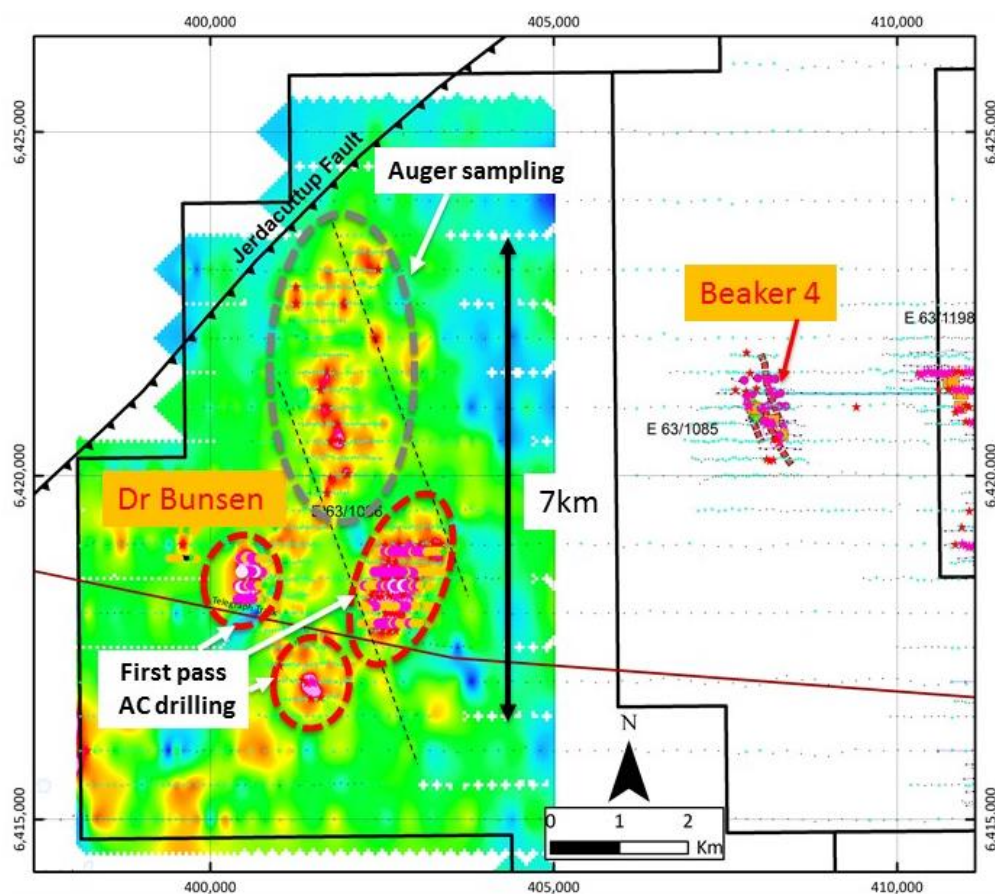 400,000
405,000
410,000
6,425,000
6,425,000
Jerdacuttup Fault
Auger sampling
Beaker 4
E 63/1198
E 63/1085
6,420,000
6,420,000
Dr Bunsen
7km
Telegraph
First pass
AC drilling
N
0 1 2
Km
6,415,000
6,415,000
400,000
405,000
410,000